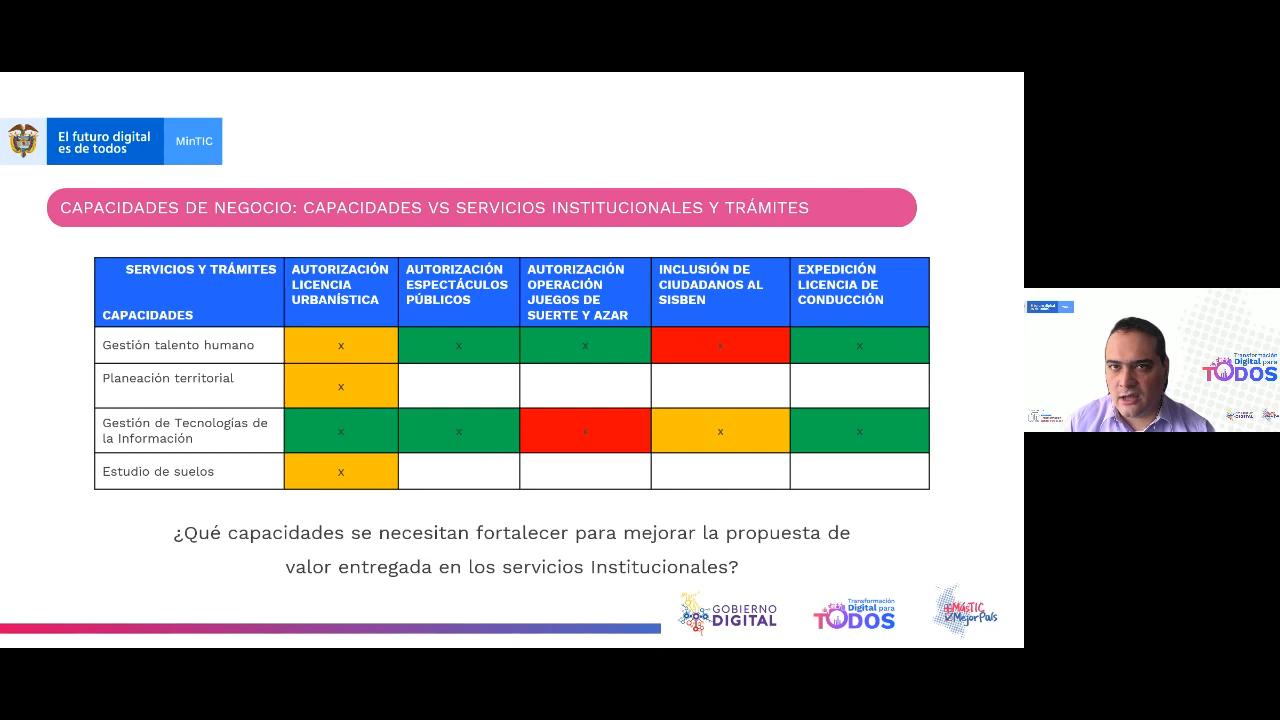 El futuro digital
es de todos
MinTIC
CAPACIDADES DE NEGOCIO: CAPACIDADES VS SERVICIOS INSTITUCIONALES Y TRÁMITES
SERVICIOS Y TRÁMITES
CAPACIDADES
AUTORIZACIÓN
LICENCIA
URBANÍSTICA
AUTORIZACIÓN
ESPECTÁCULOS
PÚBLICOS
AUTORIZACIÓN
OPERACIÓN
JUEGOS DE
SUERTE Y AZAR
INCLUSIÓN DE
CIUDADANOS AL
SISBEN
EXPEDICIÓN
LICENCIA DE
CONDUCCIÓN
Gestión talento humano
x x x x x
Planeación territorial
x
Gestión de Tecnologías de
la Información
x x x x x
Estudio de suelos
x
¿Qué capacidades se necesitan fortalecer para mejorar la propuesta de
valor entregada en los servicios Institucionales?
GOBIERNO
DIGITAL
Transformación
Digital para
TODOS
+MásTIC
MejorPaís
Transformación
Digital para
TODOS